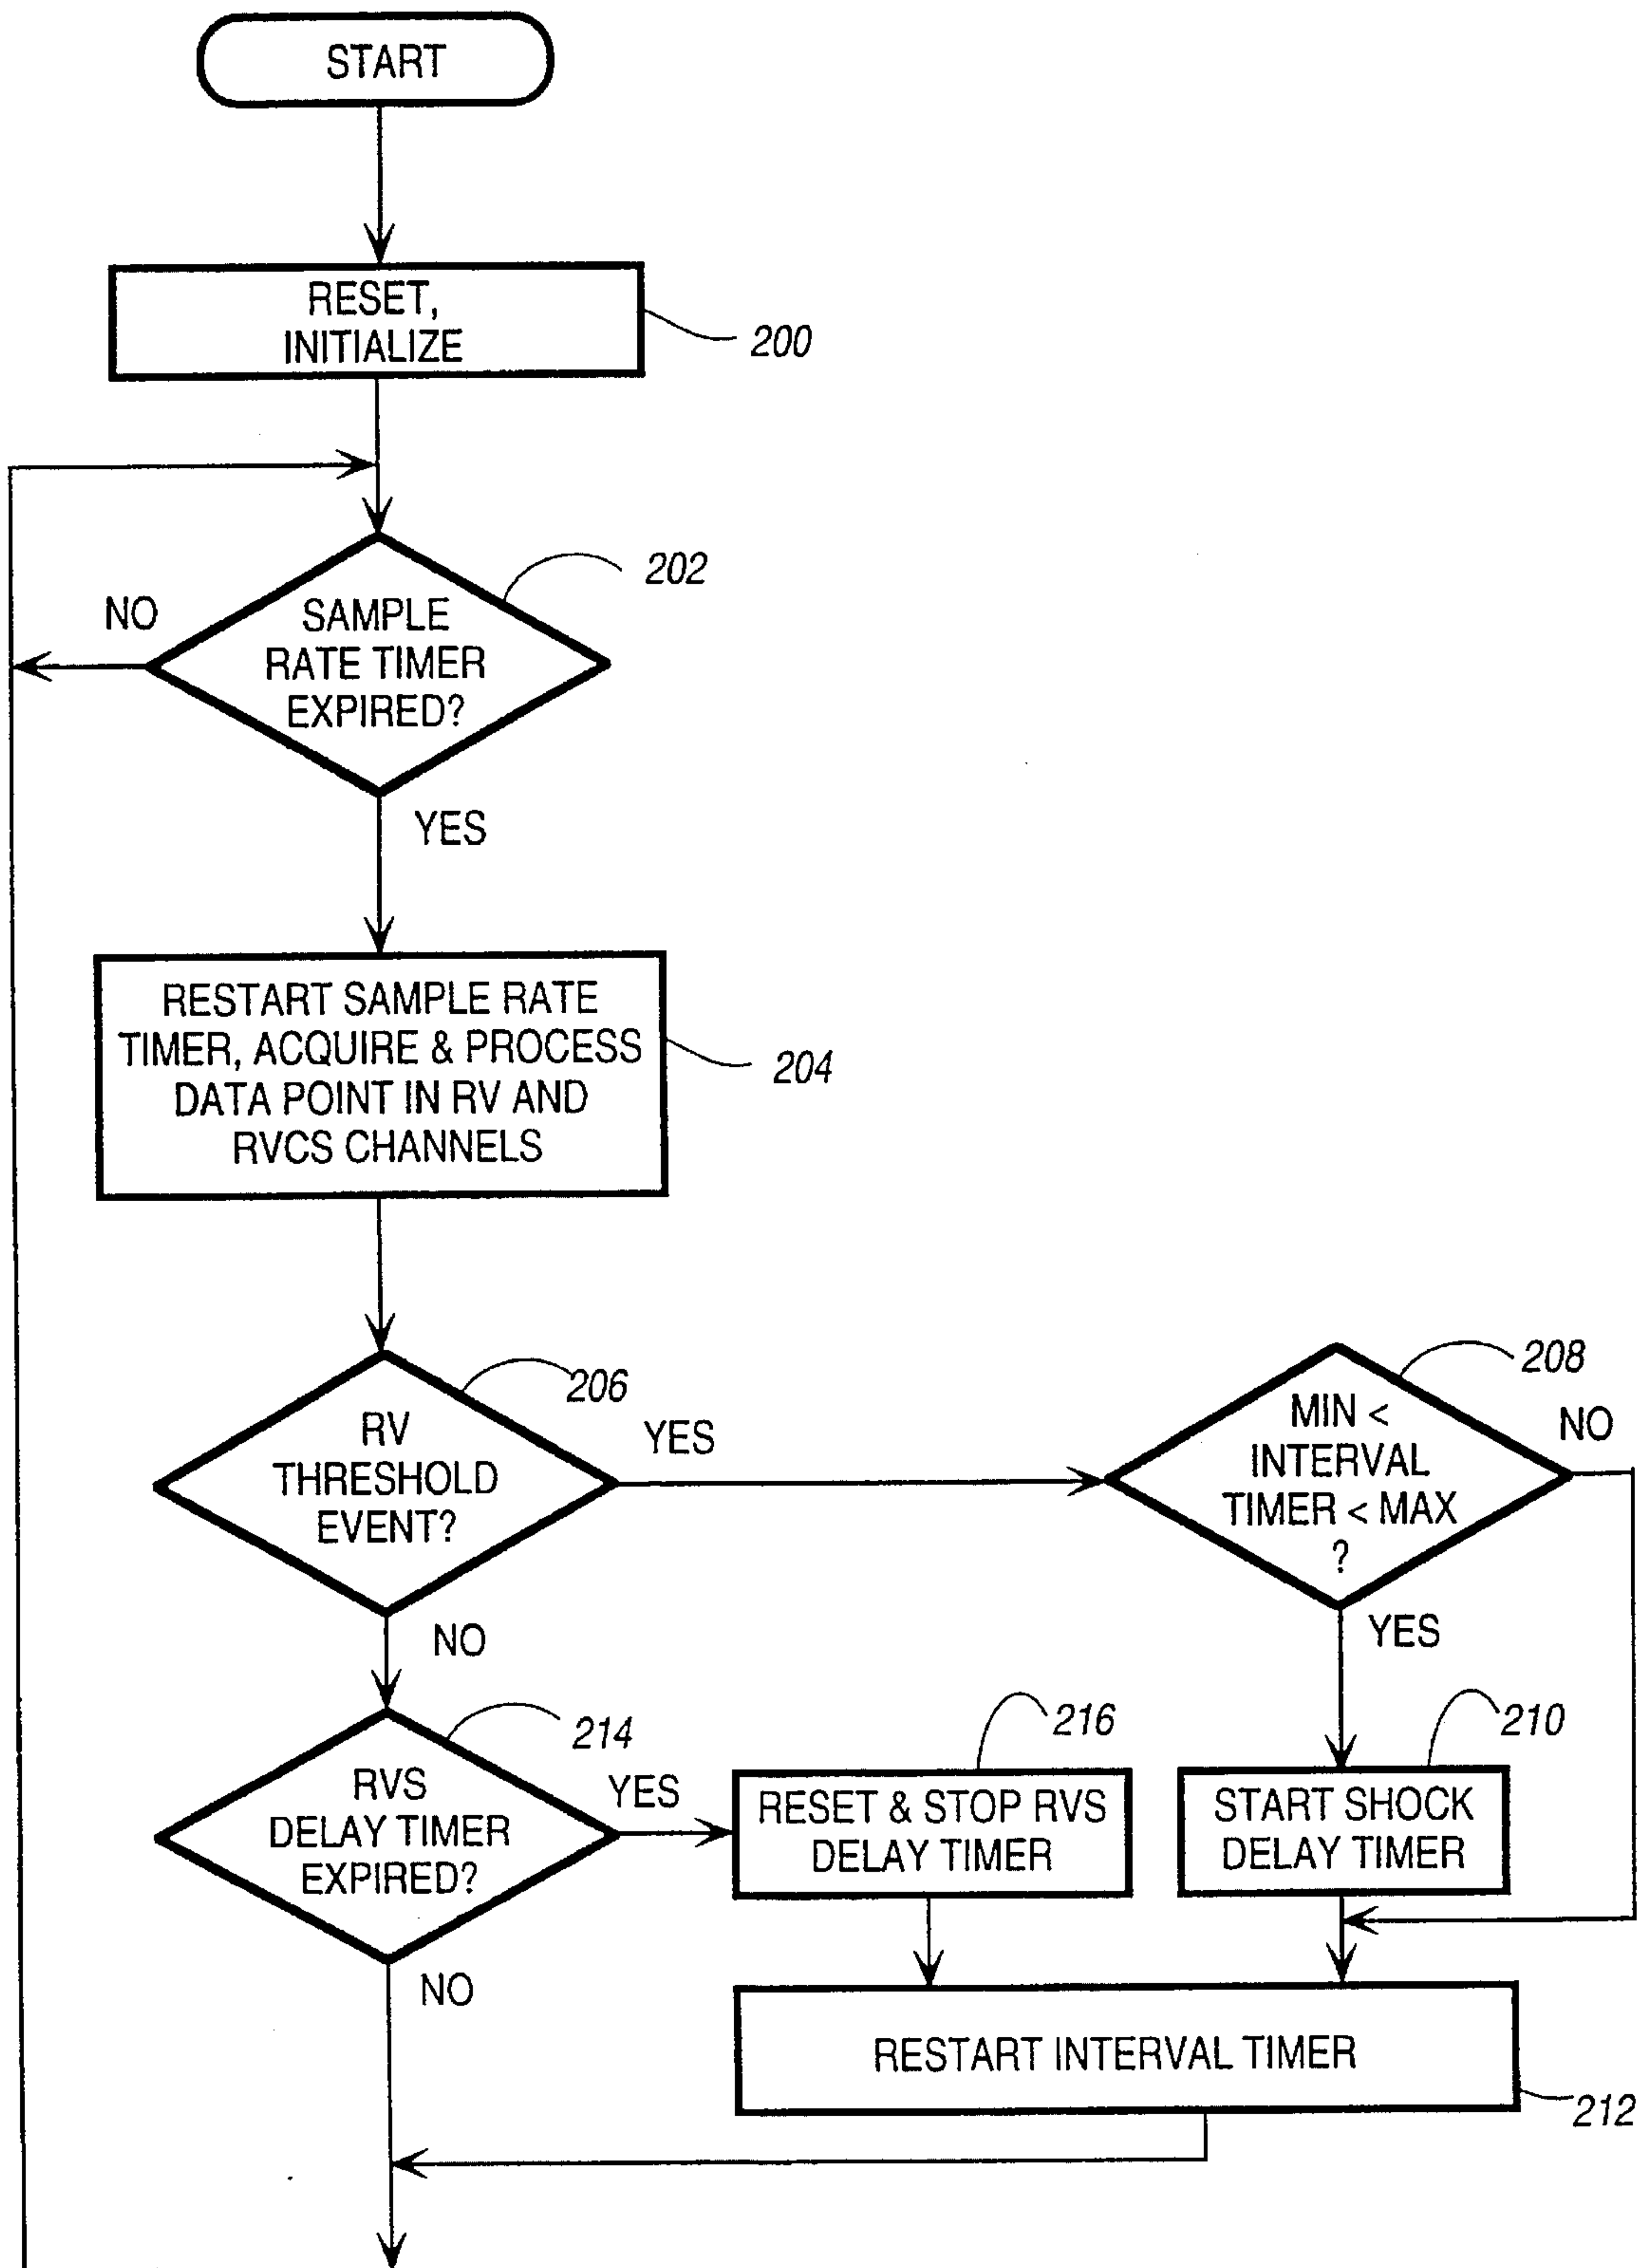 START
RESET,
INITIALIZE
200
202
NO
SAMPLE
RATE TIMER
EXPIRED?
YES
RESTART SAMPLE RATE
TIMER, ACQUIRE & PROCESS
DATA POINT IN RV AND
RVCS CHANNELS
204
206
RV
THRESHOLD
EVENT?
YES
208
MIN <
INTERVAL
TIMER < MAX
?
NO
NO
YES
214
RVS
DELAY TIMER
EXPIRED?
YES
216
RESET & STOP RVS
DELAY TIMER
210
START SHOCK
DELAY TIMER
NO
RESTART INTERVAL TIMER
212